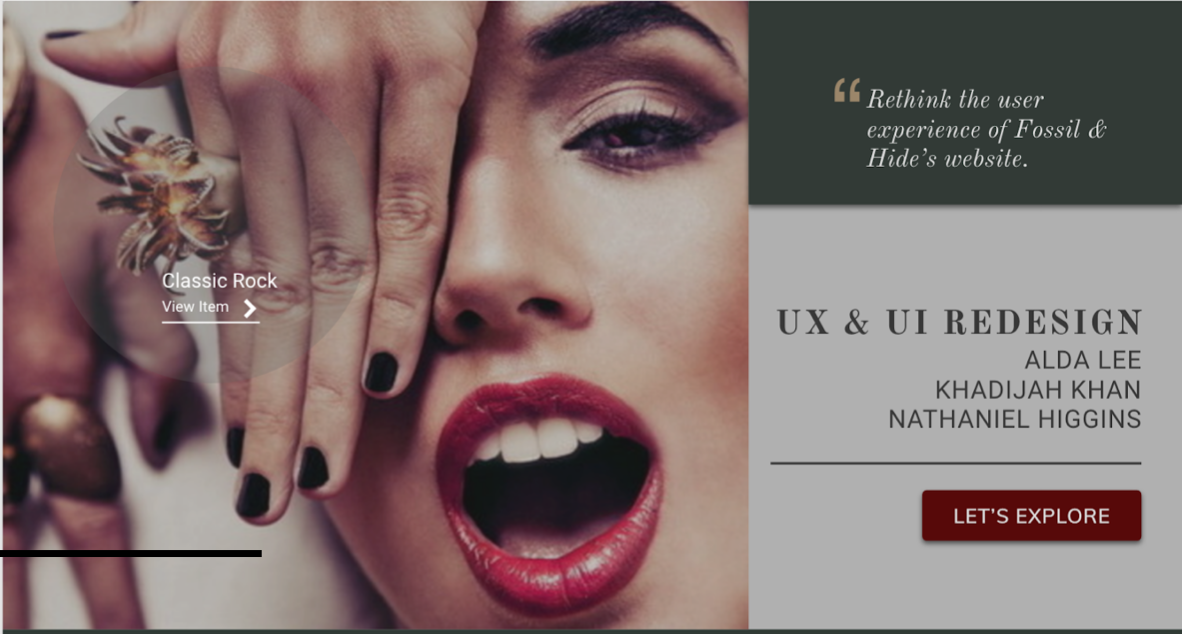 Classic Rock
View Item
“ Rethink the user
experience of Fossil &
Hide’s website.
UX & UI REDESIGN
ALDA LEE
KHADIJAH KHAN
NATHANIEL HIGGINS
LET’S EXPLORE